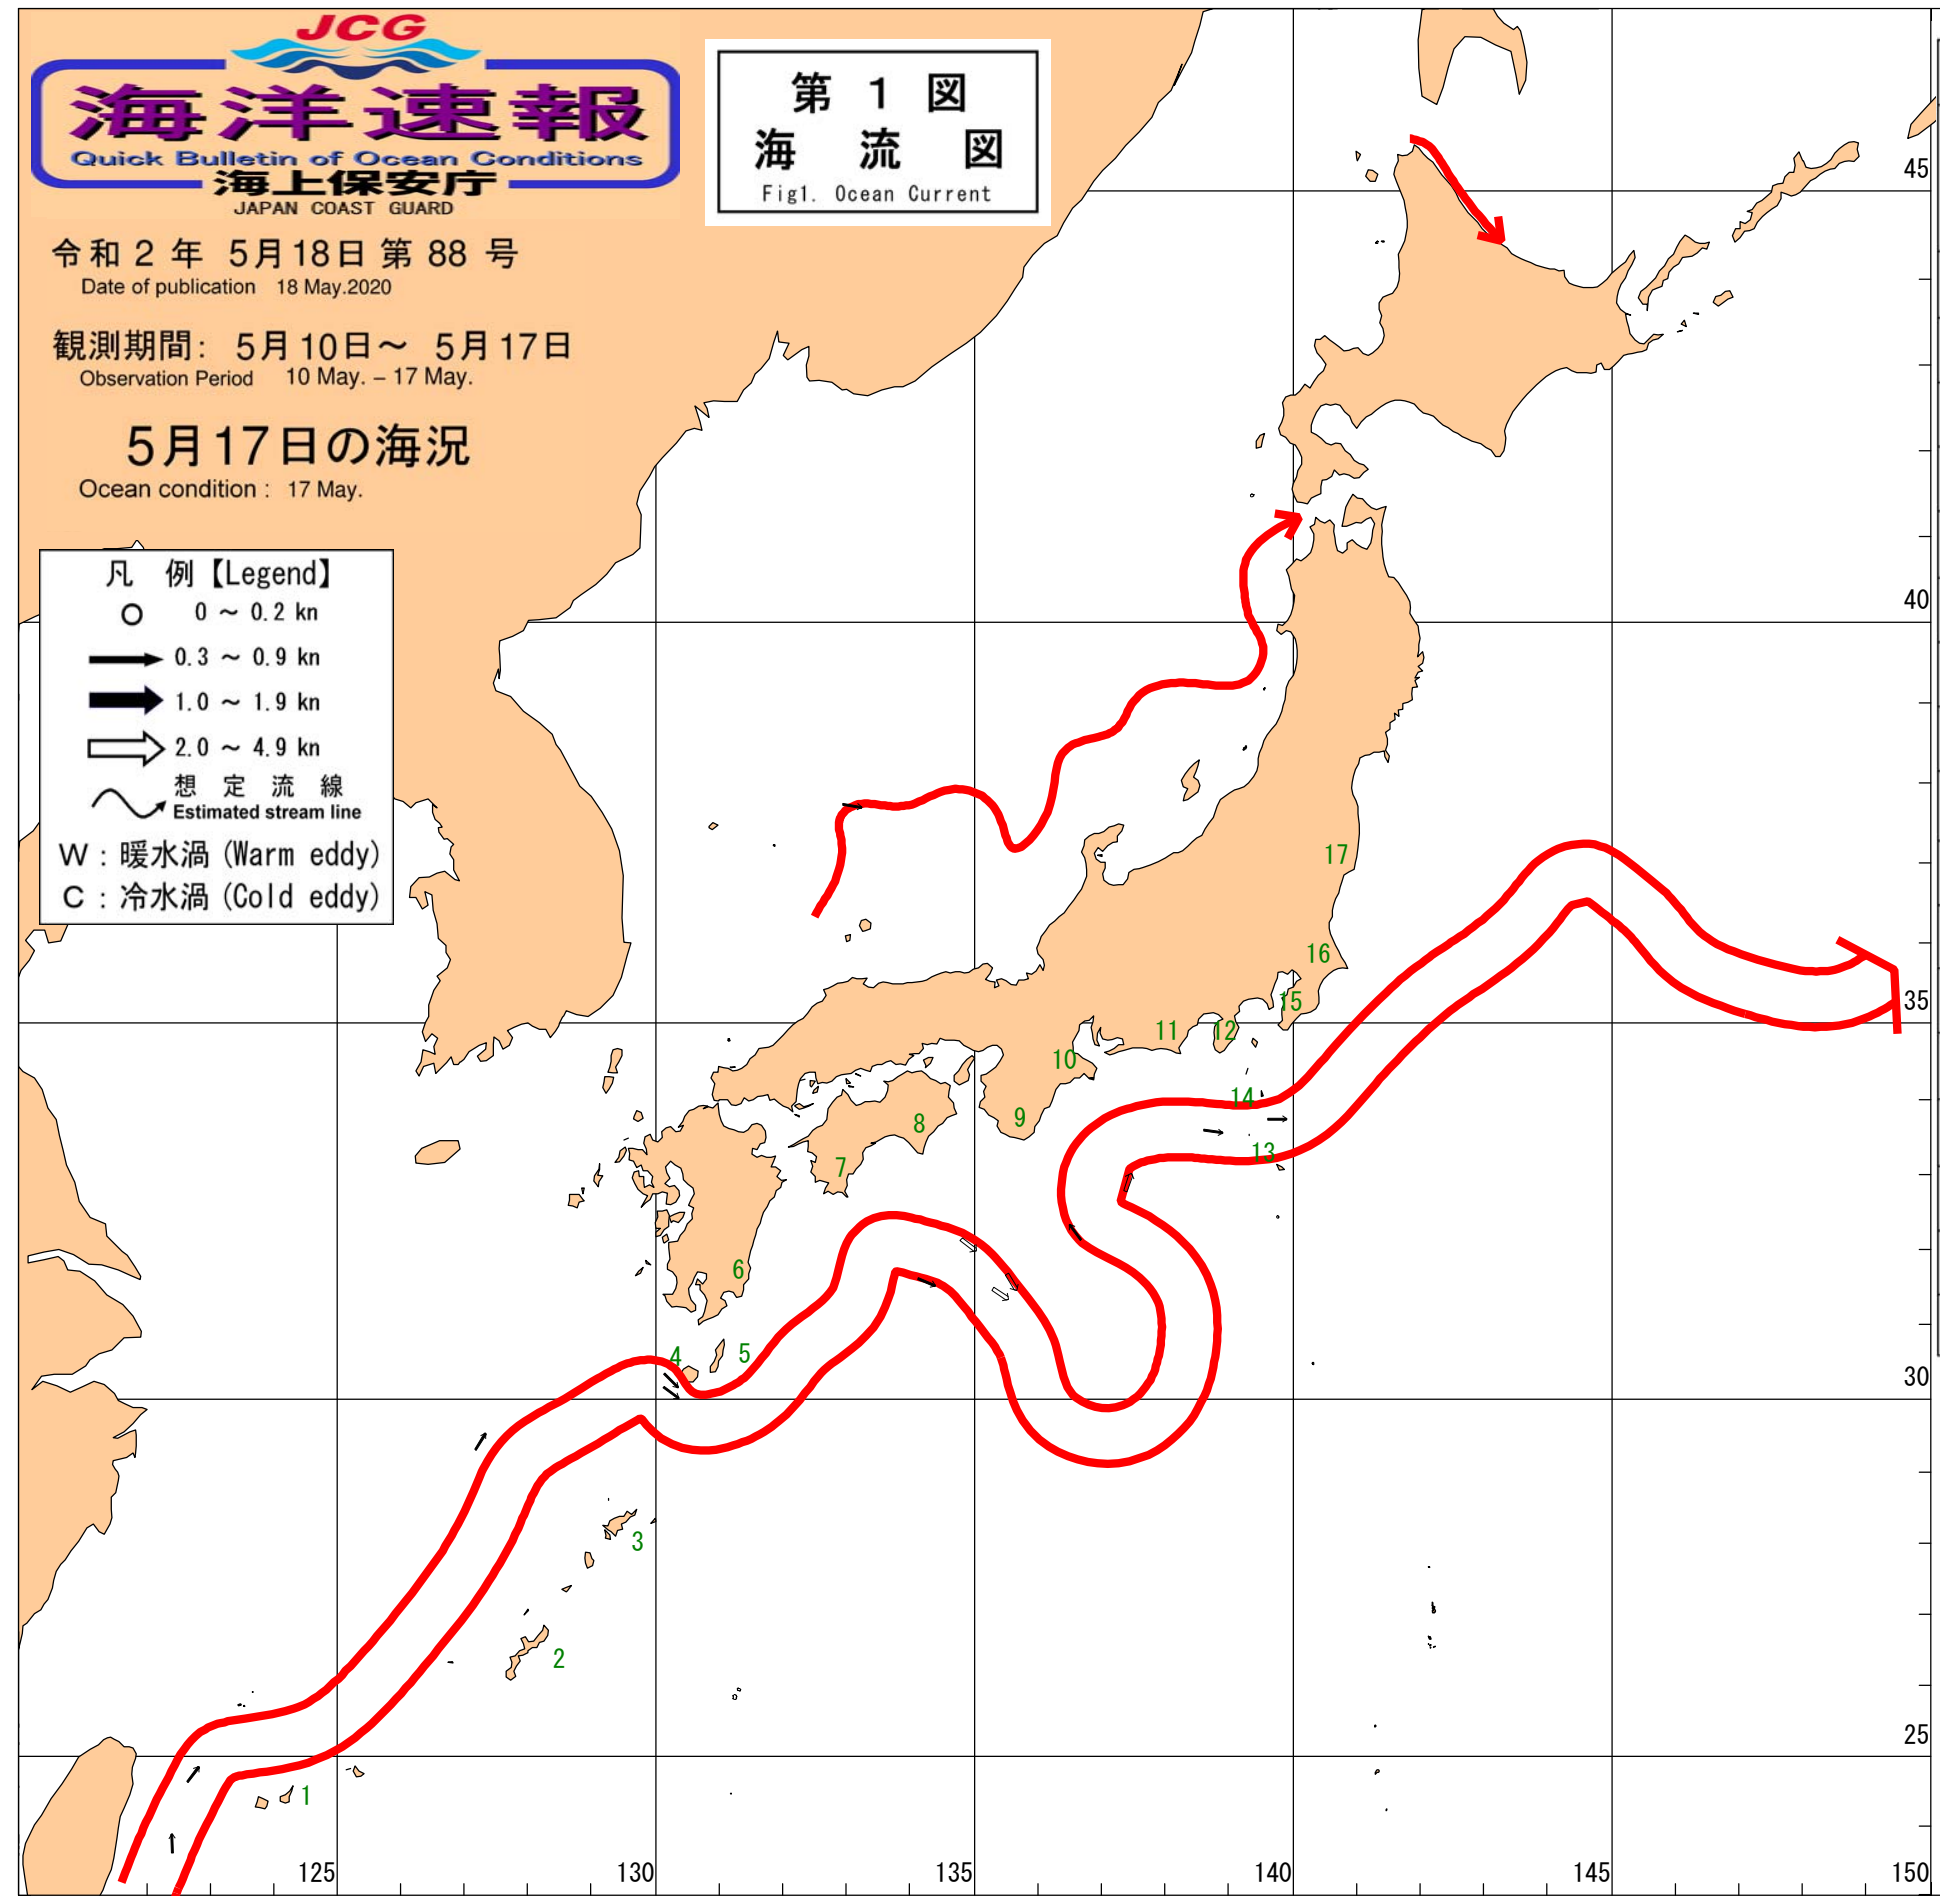 JCG
海洋速報
Quick Bulletin of Ocean Conditions
海上保安庁
JAPAN COAST GUARD
令和 2 年 5月18日 第 88 号
Date of publication 18 May.2020
観測期間: 5月10日～ 5月17日
Observation Period 10 May. – 17 May.
5月17日の海況
Ocean condition : 17 May.
第 1 図
海 流 図
Fig1. Ocean Current
凡 例【Legend】
0 ～ 0.2 kn
0.3 ～ 0.9 kn
1.0 ～ 1.9 kn
2.0 ～ 4.9 kn
想 定 流 線
Estimated stream line
W : 暖水渦 (Warm eddy)
C : 冷水渦 (Cold eddy)
45
40
17
16
35
15
11
12
10
14
9
8
13
7
6
4
5
30
3
2
25
1
125
130
135
140
145
150